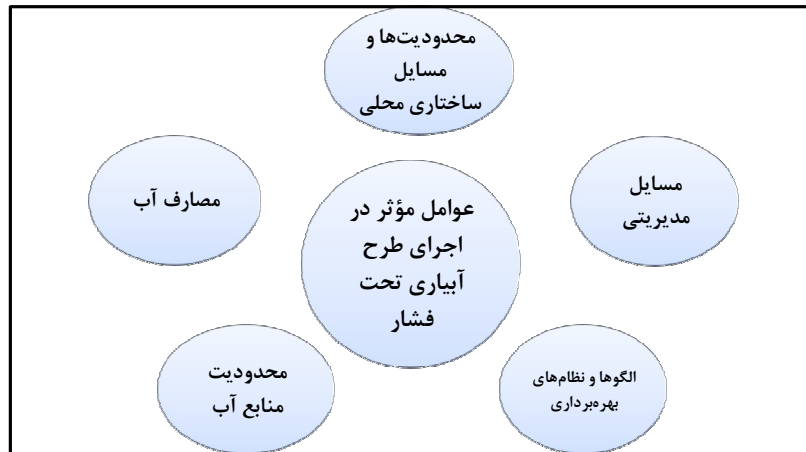 محدودیت‌ها و
مسایل
ساختاری محلی
مسایل
مدیریتی
مصارف آب
عوامل مؤثر در
اجرای طرح
آبیاری تحت
فشار
الگوها و نظام‌های
بهره‌برداری
محدودیت
منابع آب